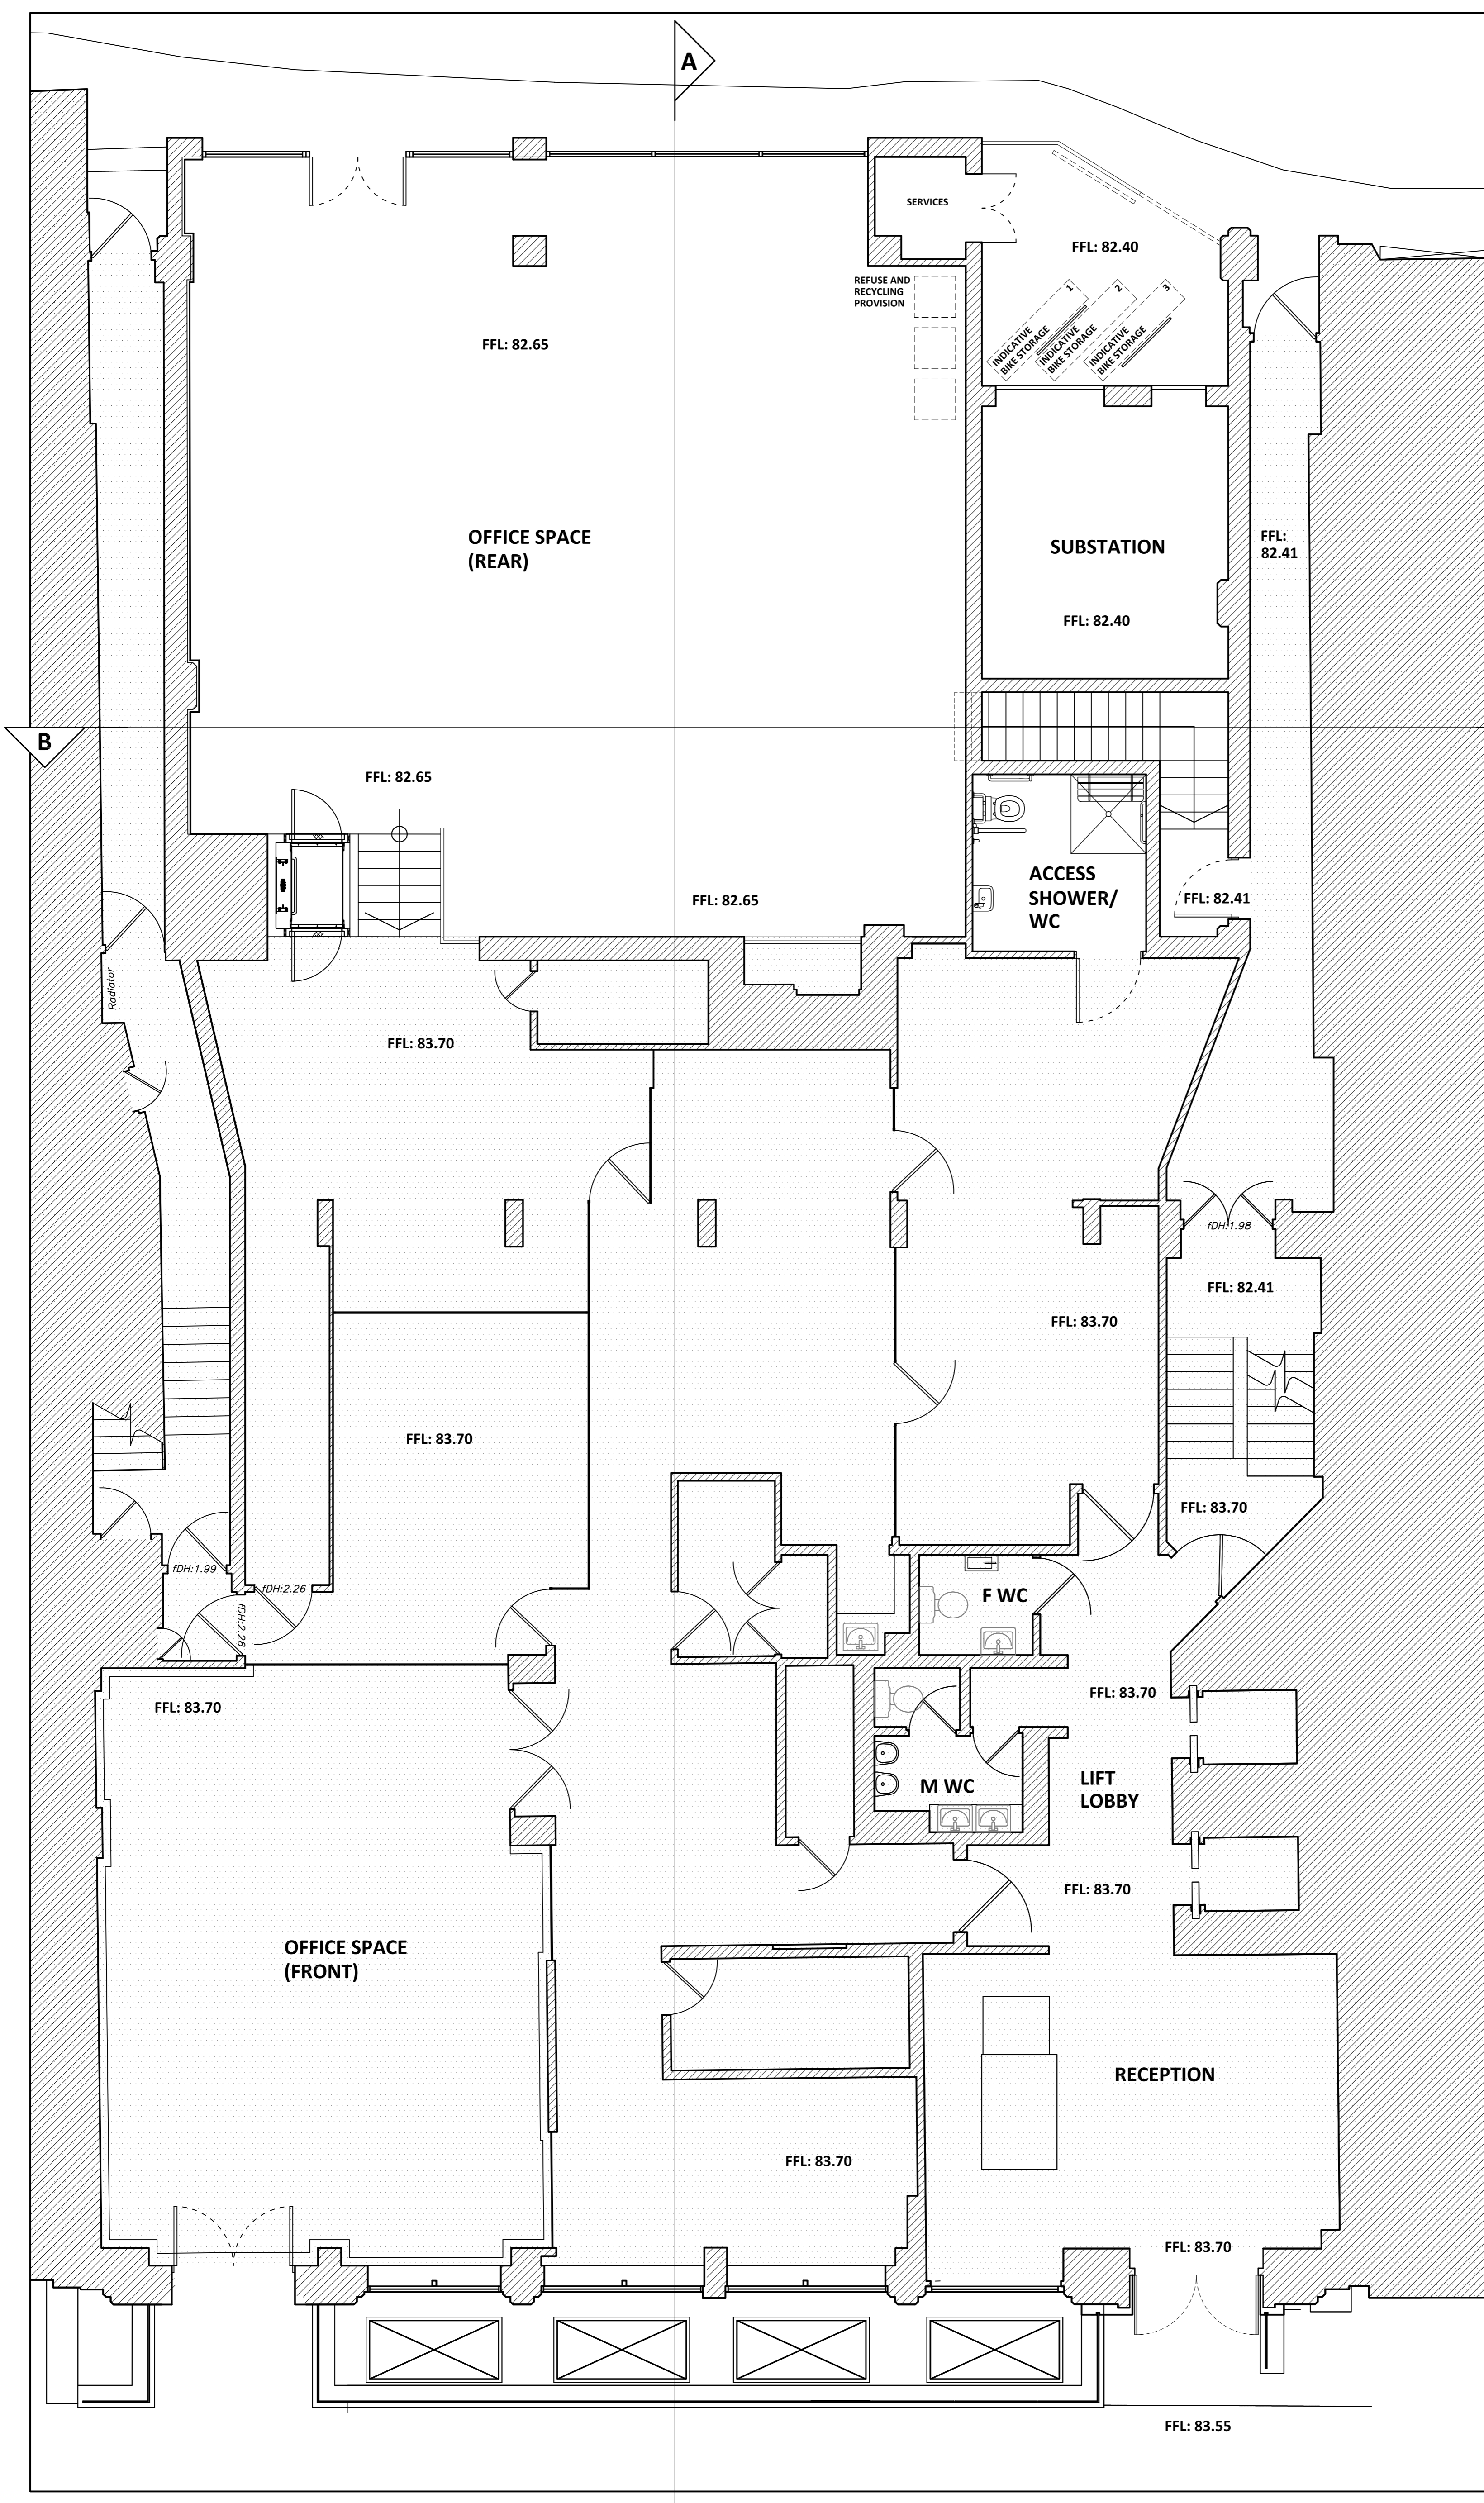 A
SERVICES
FFL: 82.40
REFUSE AND
RECYCLING
PROVISION
1
2
3
INDICATIVE
BIKE STORAGE
INDICATIVE
BIKE STORAGE
INDICATIVE
BIKE STORAGE
FFL: 82.65
OFFICE SPACE
(REAR)
SUBSTATION
FFL:
82.41
FFL: 82.40
B
FFL: 82.65
ACCESS
SHOWER/
WC
FFL: 82.65
FFL: 82.41
Radiator
FFL: 83.70
fDH:1.98
FFL: 82.41
FFL: 83.70
FFL: 83.70
FFL: 83.70
fDH:1.99
fDH:2.26
fDH:2.26
F WC
FFL: 83.70
FFL: 83.70
M WC
LIFT
LOBBY
FFL: 83.70
OFFICE SPACE
(FRONT)
RECEPTION
FFL: 83.70
FFL: 83.70
FFL: 83.55